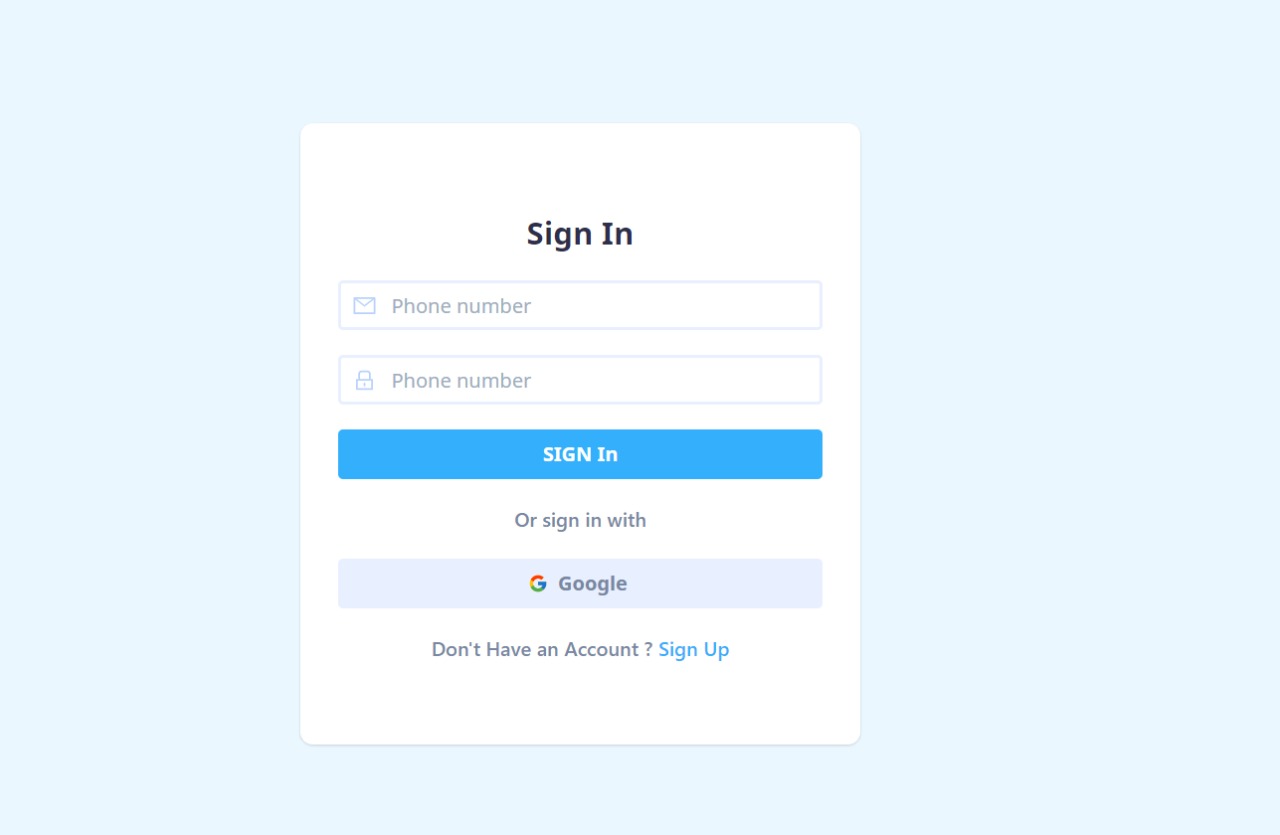 Sign In
Phone number
Phone number
SIGN In
Or sign in with
Google
Don't Have an Account ? Sign Up